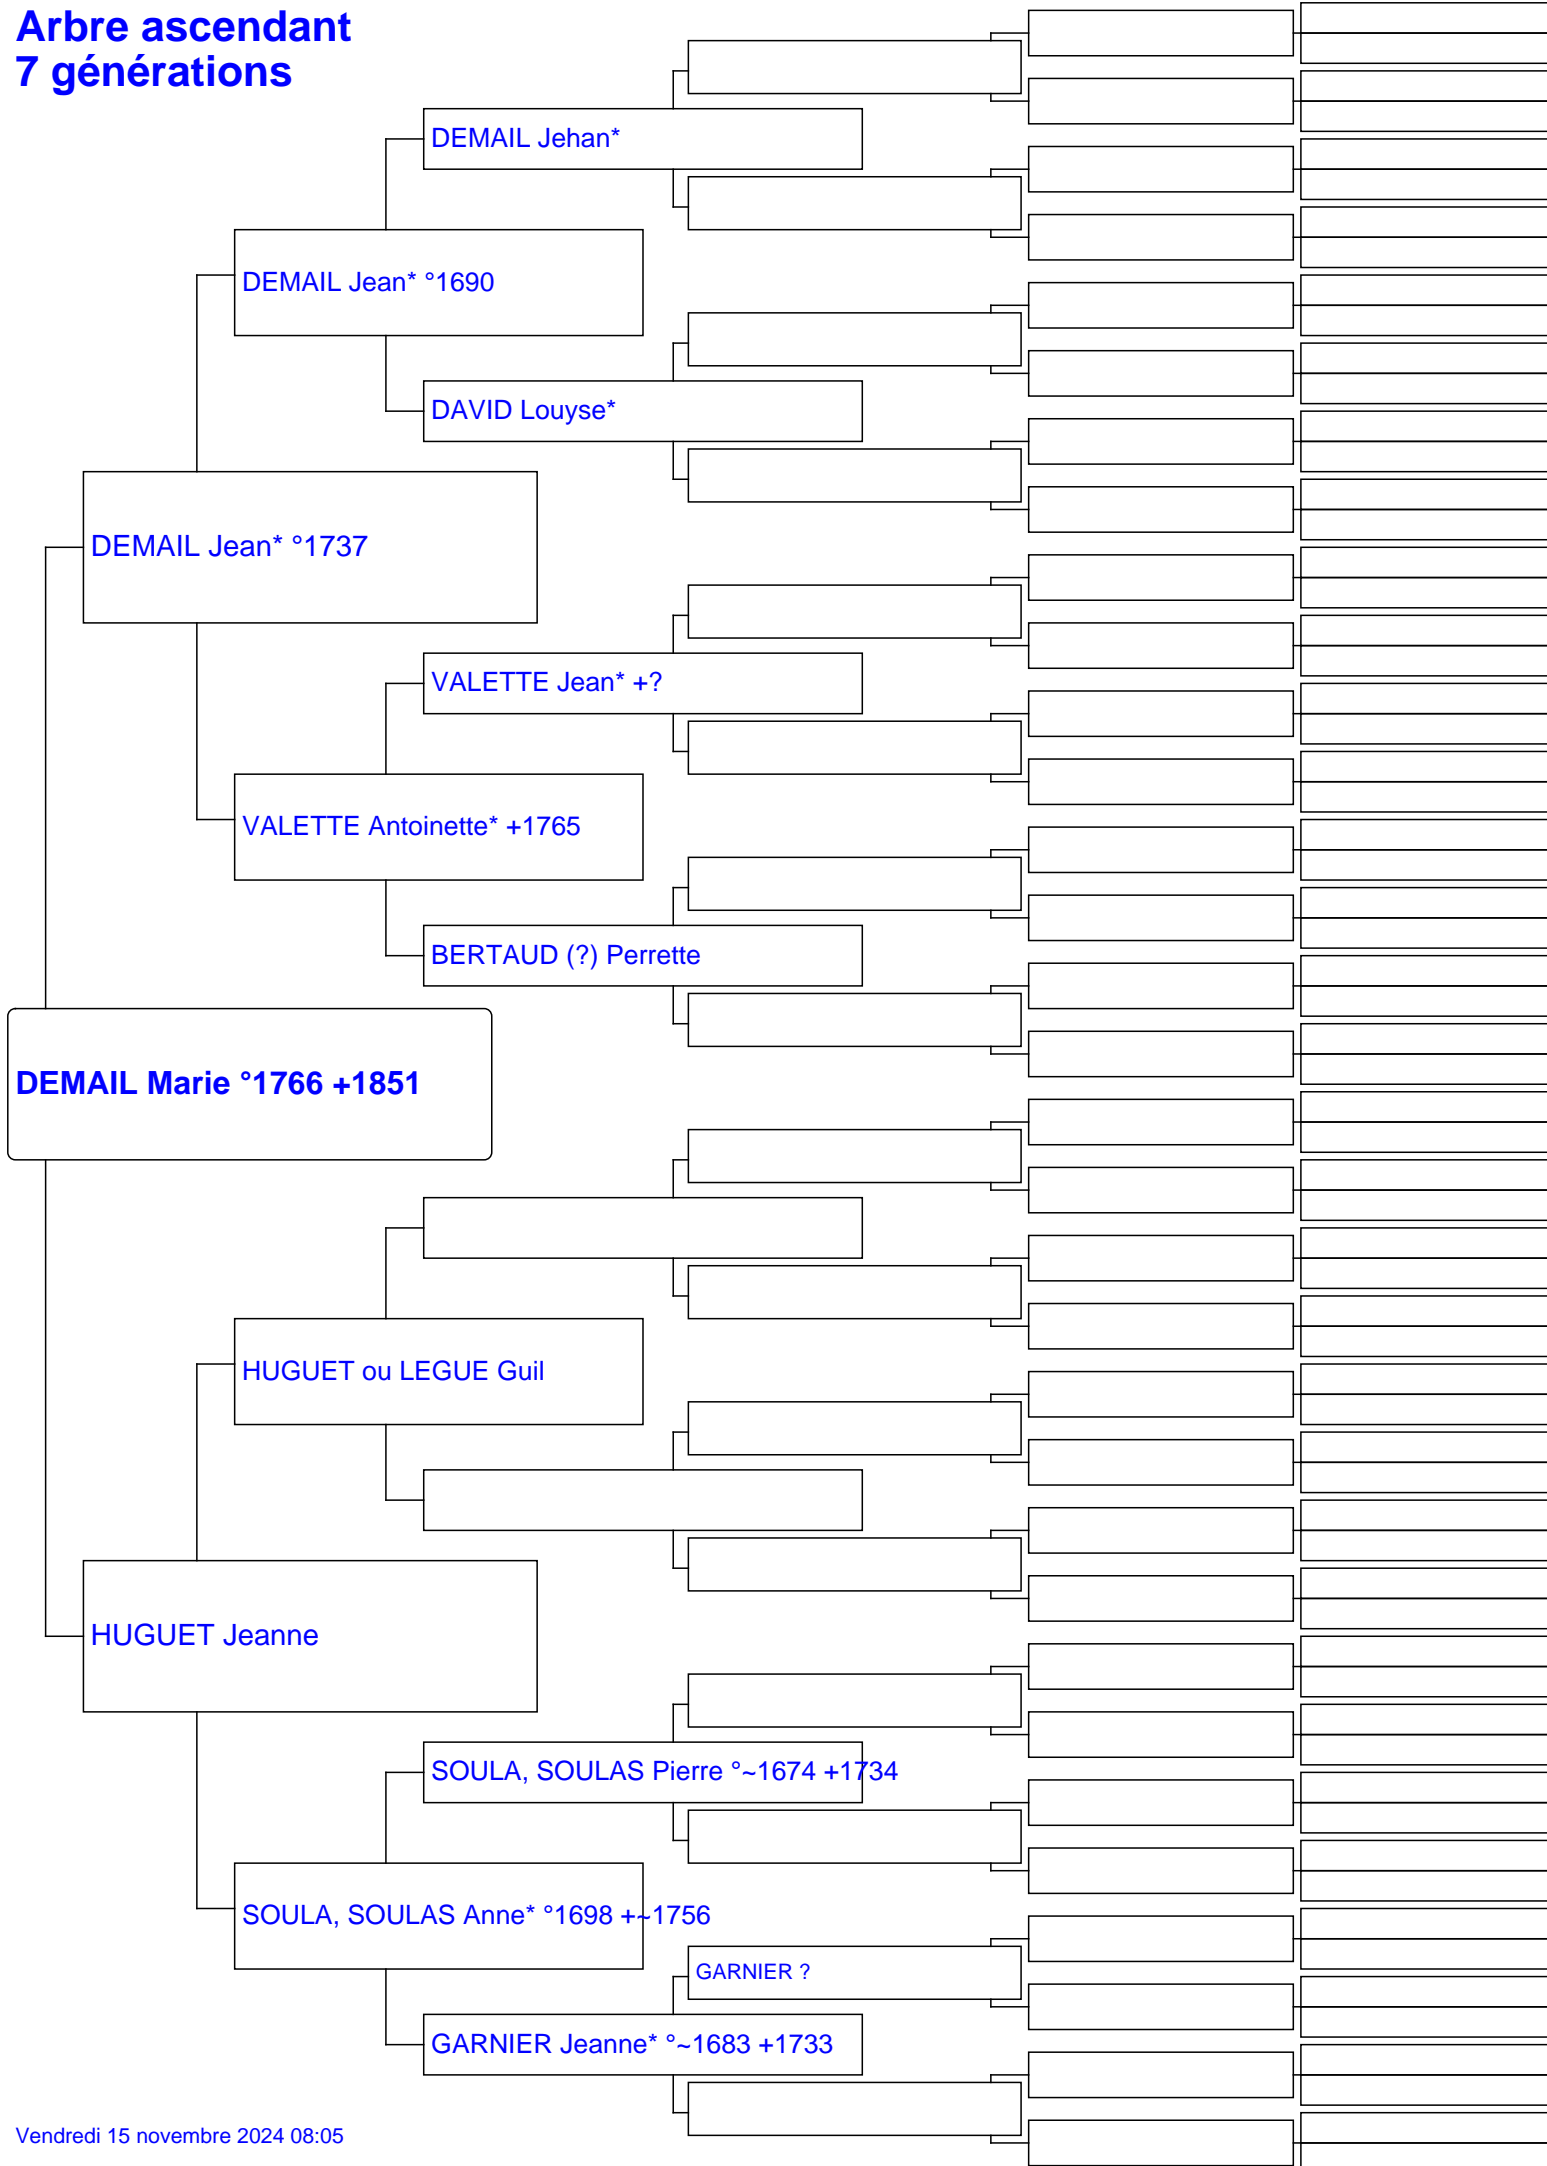 Arbre ascendant
7 générations
DEMAIL Jehan*
DEMAIL Jean* °1690
DAVID Louyse*
DEMAIL Jean* °1737
VALETTE Jean* +?
VALETTE Antoinette* +1765
BERTAUD (?) Perrette
DEMAIL Marie °1766 +1851
HUGUET ou LEGUE Guil
HUGUET Jeanne
SOULA, SOULAS Pierre °~1674 +1734
SOULA, SOULAS Anne* °1698 +~1756
GARNIER ?
GARNIER Jeanne* °~1683 +1733
Vendredi 15 novembre 2024 08:05